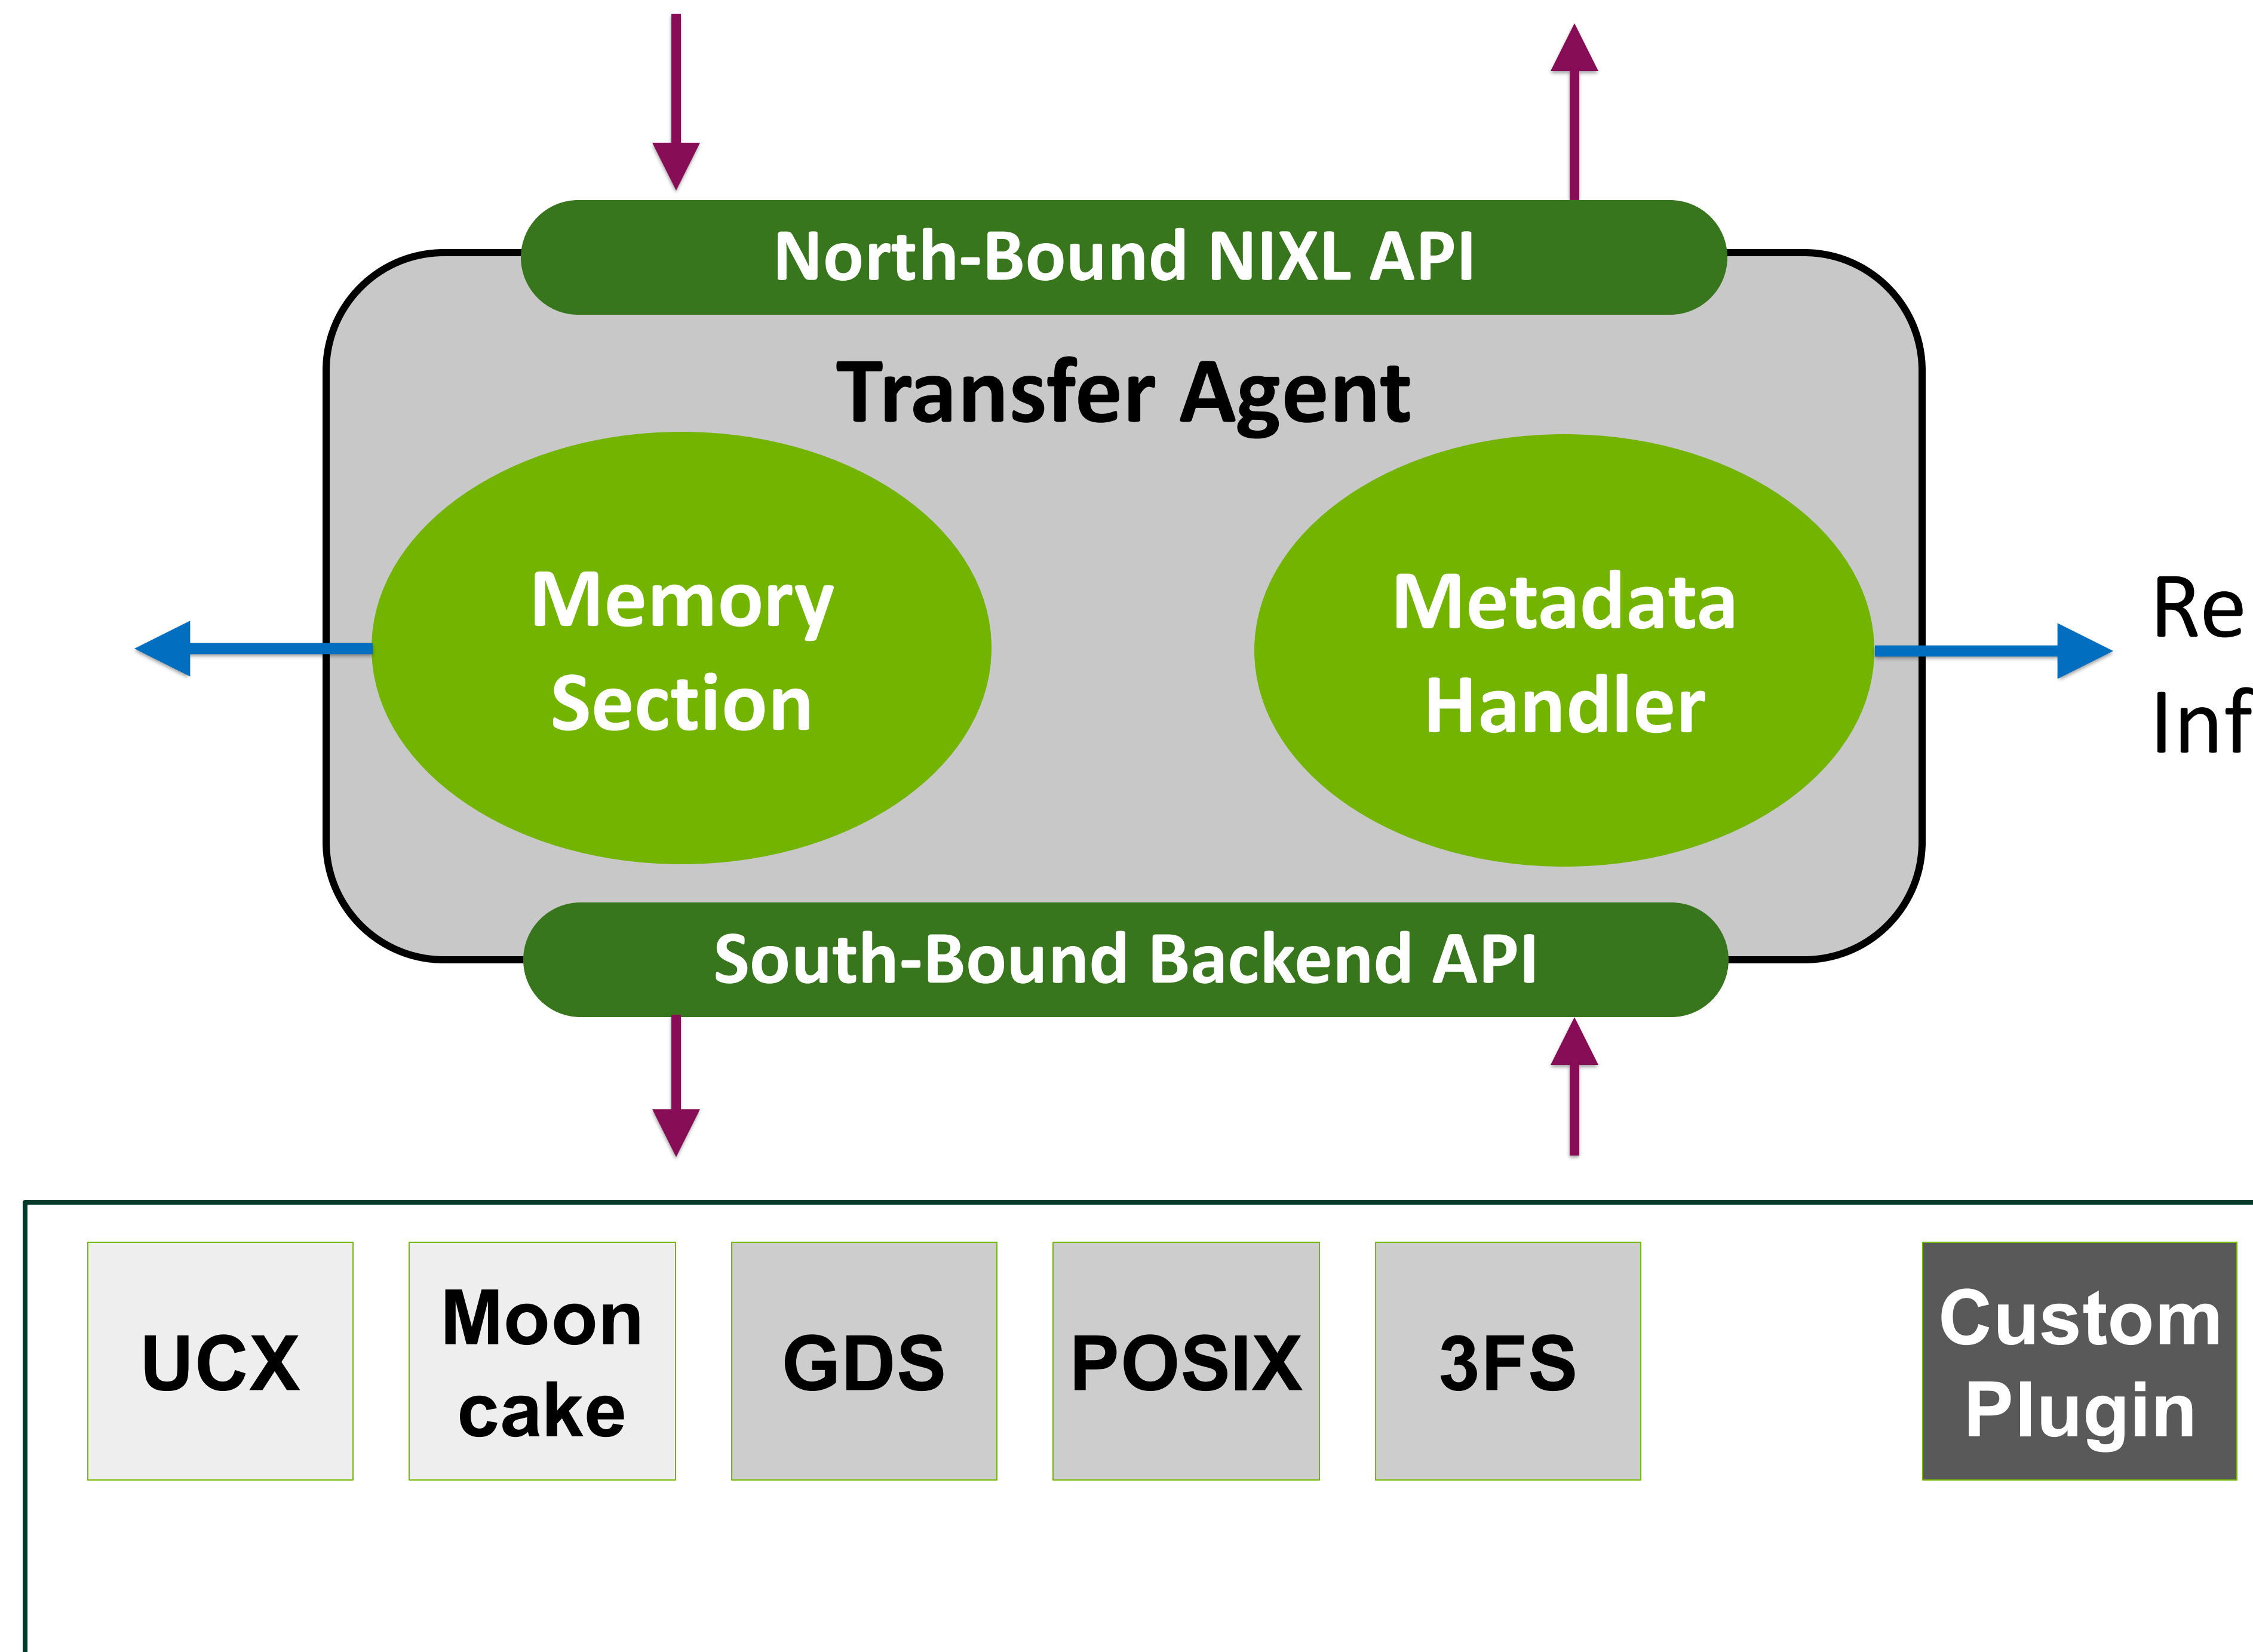 North-Bound NIXL API
Transfer Agent
Memory
Section
Metadata
Handler
Re
Inf
South-Bound Backend API
UCX
Moon
cake
GDS
POSIX
3FS
Custom
Plugin